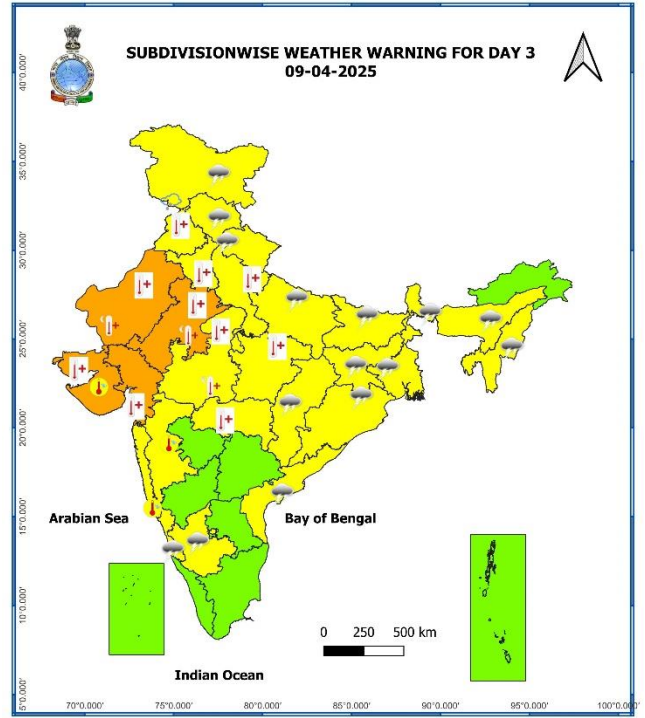 SUBDIVISIONWISE WEATHER WARNING FOR DAY 3
09-04-2025
40°0.000'
35°0.000'
30°0.000'
25°0.000'
20°0.000'
15°0.000'
10°0.000'
5°0.000'
Arabian Sea
Bay of Bengal
0 250 500 km
Indian Ocean
70°0.000' 75°0.000' 80°0.000' 85°0.000' 90°0.000' 95°0.000' 100°0.000'